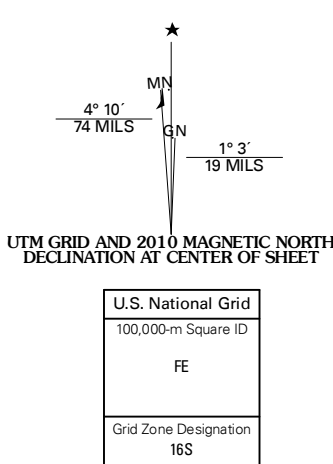 ★
MN
4° 10´
74 MILS
GN
1° 3´
19 MILS
UTM GRID AND 2010 MAGNETIC NORTH
DECLINATION AT CENTER OF SHEET
U.S. National Grid
100,000-m Square ID
FE
Grid Zone Designation
16S